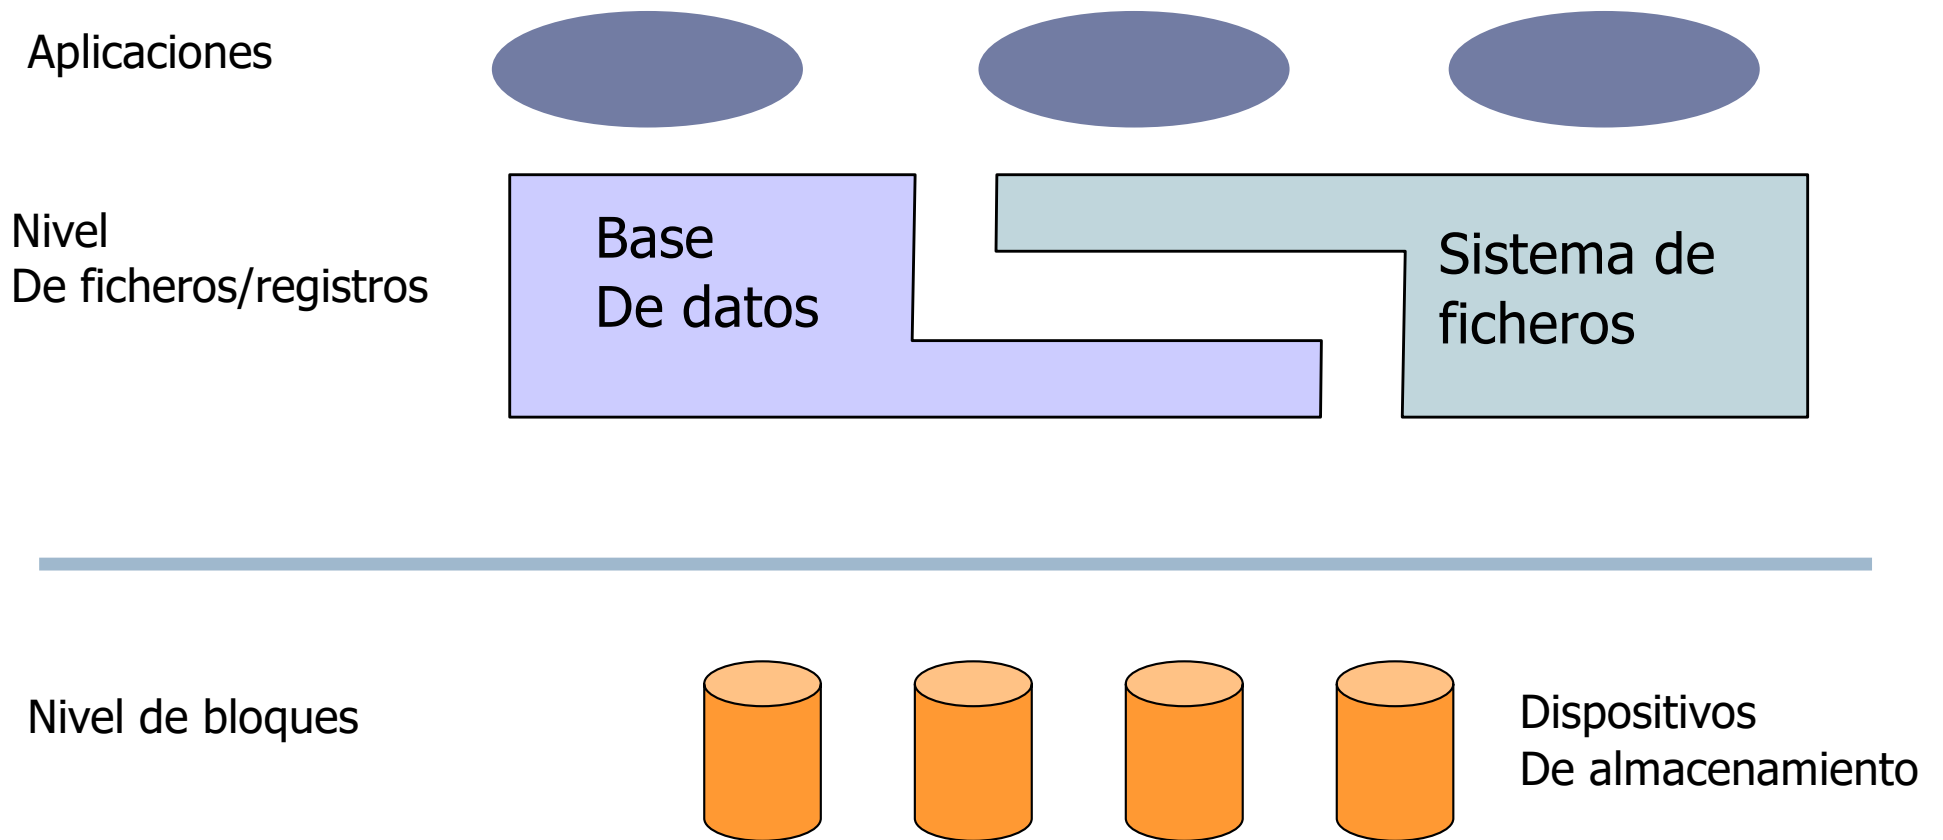 Aplicaciones
Nivel
De ficheros/registros
Base
De datos
Sistema de
ficheros
Nivel de bloques
Dispositivos
De almacenamiento